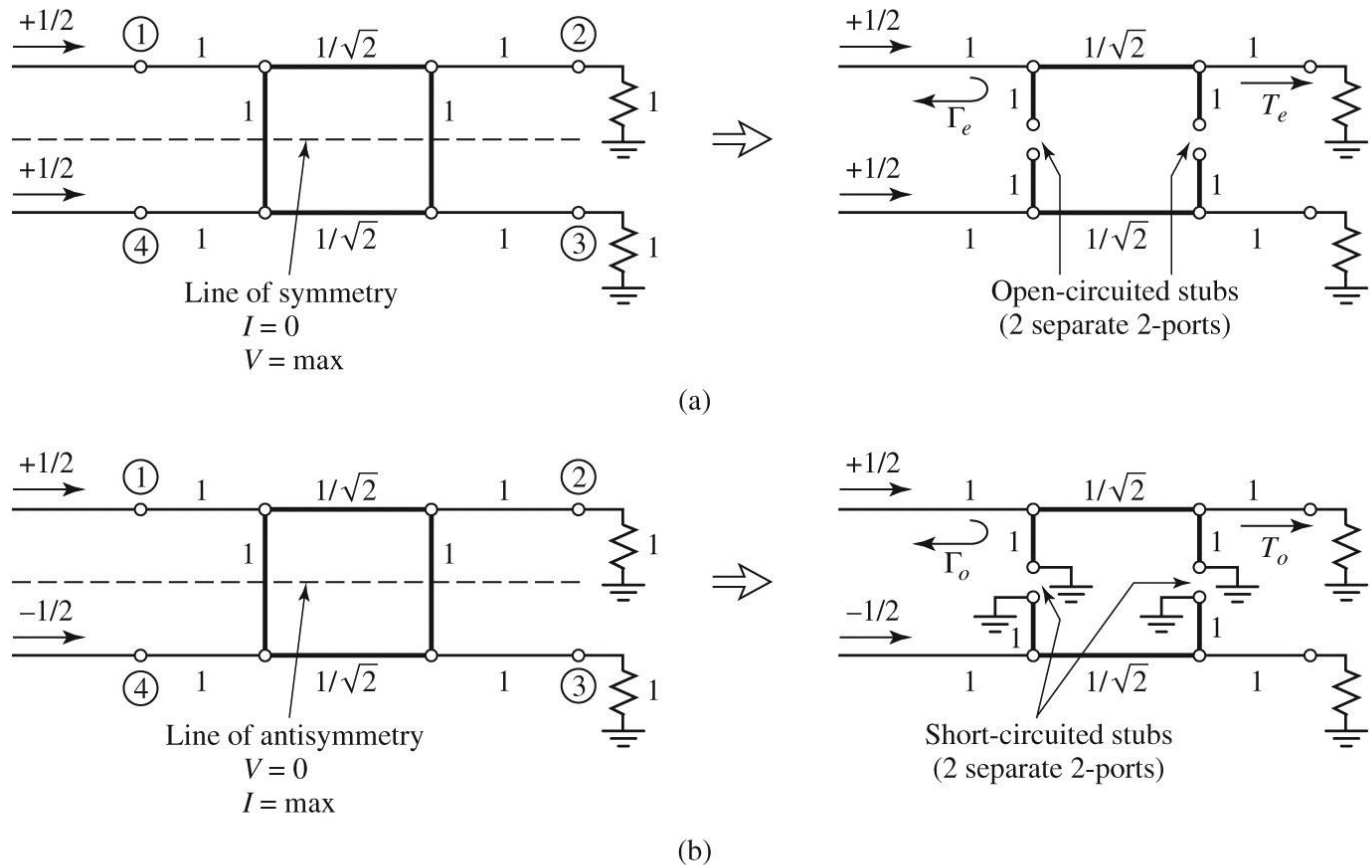 +1/2 ① 1 1/√2 1 ②
1 1 1
+1/2
④ 1 1/√2 1 ③ 1
Line of symmetry
I = 0
V = max
+1/2 1 1/√2 1
Γe 1 1 Te 1
+1/2 1 1
1 1/√2 1 1
Open-circuited stubs
(2 separate 2-ports)
(a)
+1/2 ① 1 1/√2 1 ②
1 1 1
–1/2
④ 1 1/√2 1 ③ 1
Line of antisymmetry
V = 0
I = max
+1/2 1 1/√2 1
Γo 1 1 To 1
–1/2 1 1
1 1/√2 1 1
Short-circuited stubs
(2 separate 2-ports)
(b)